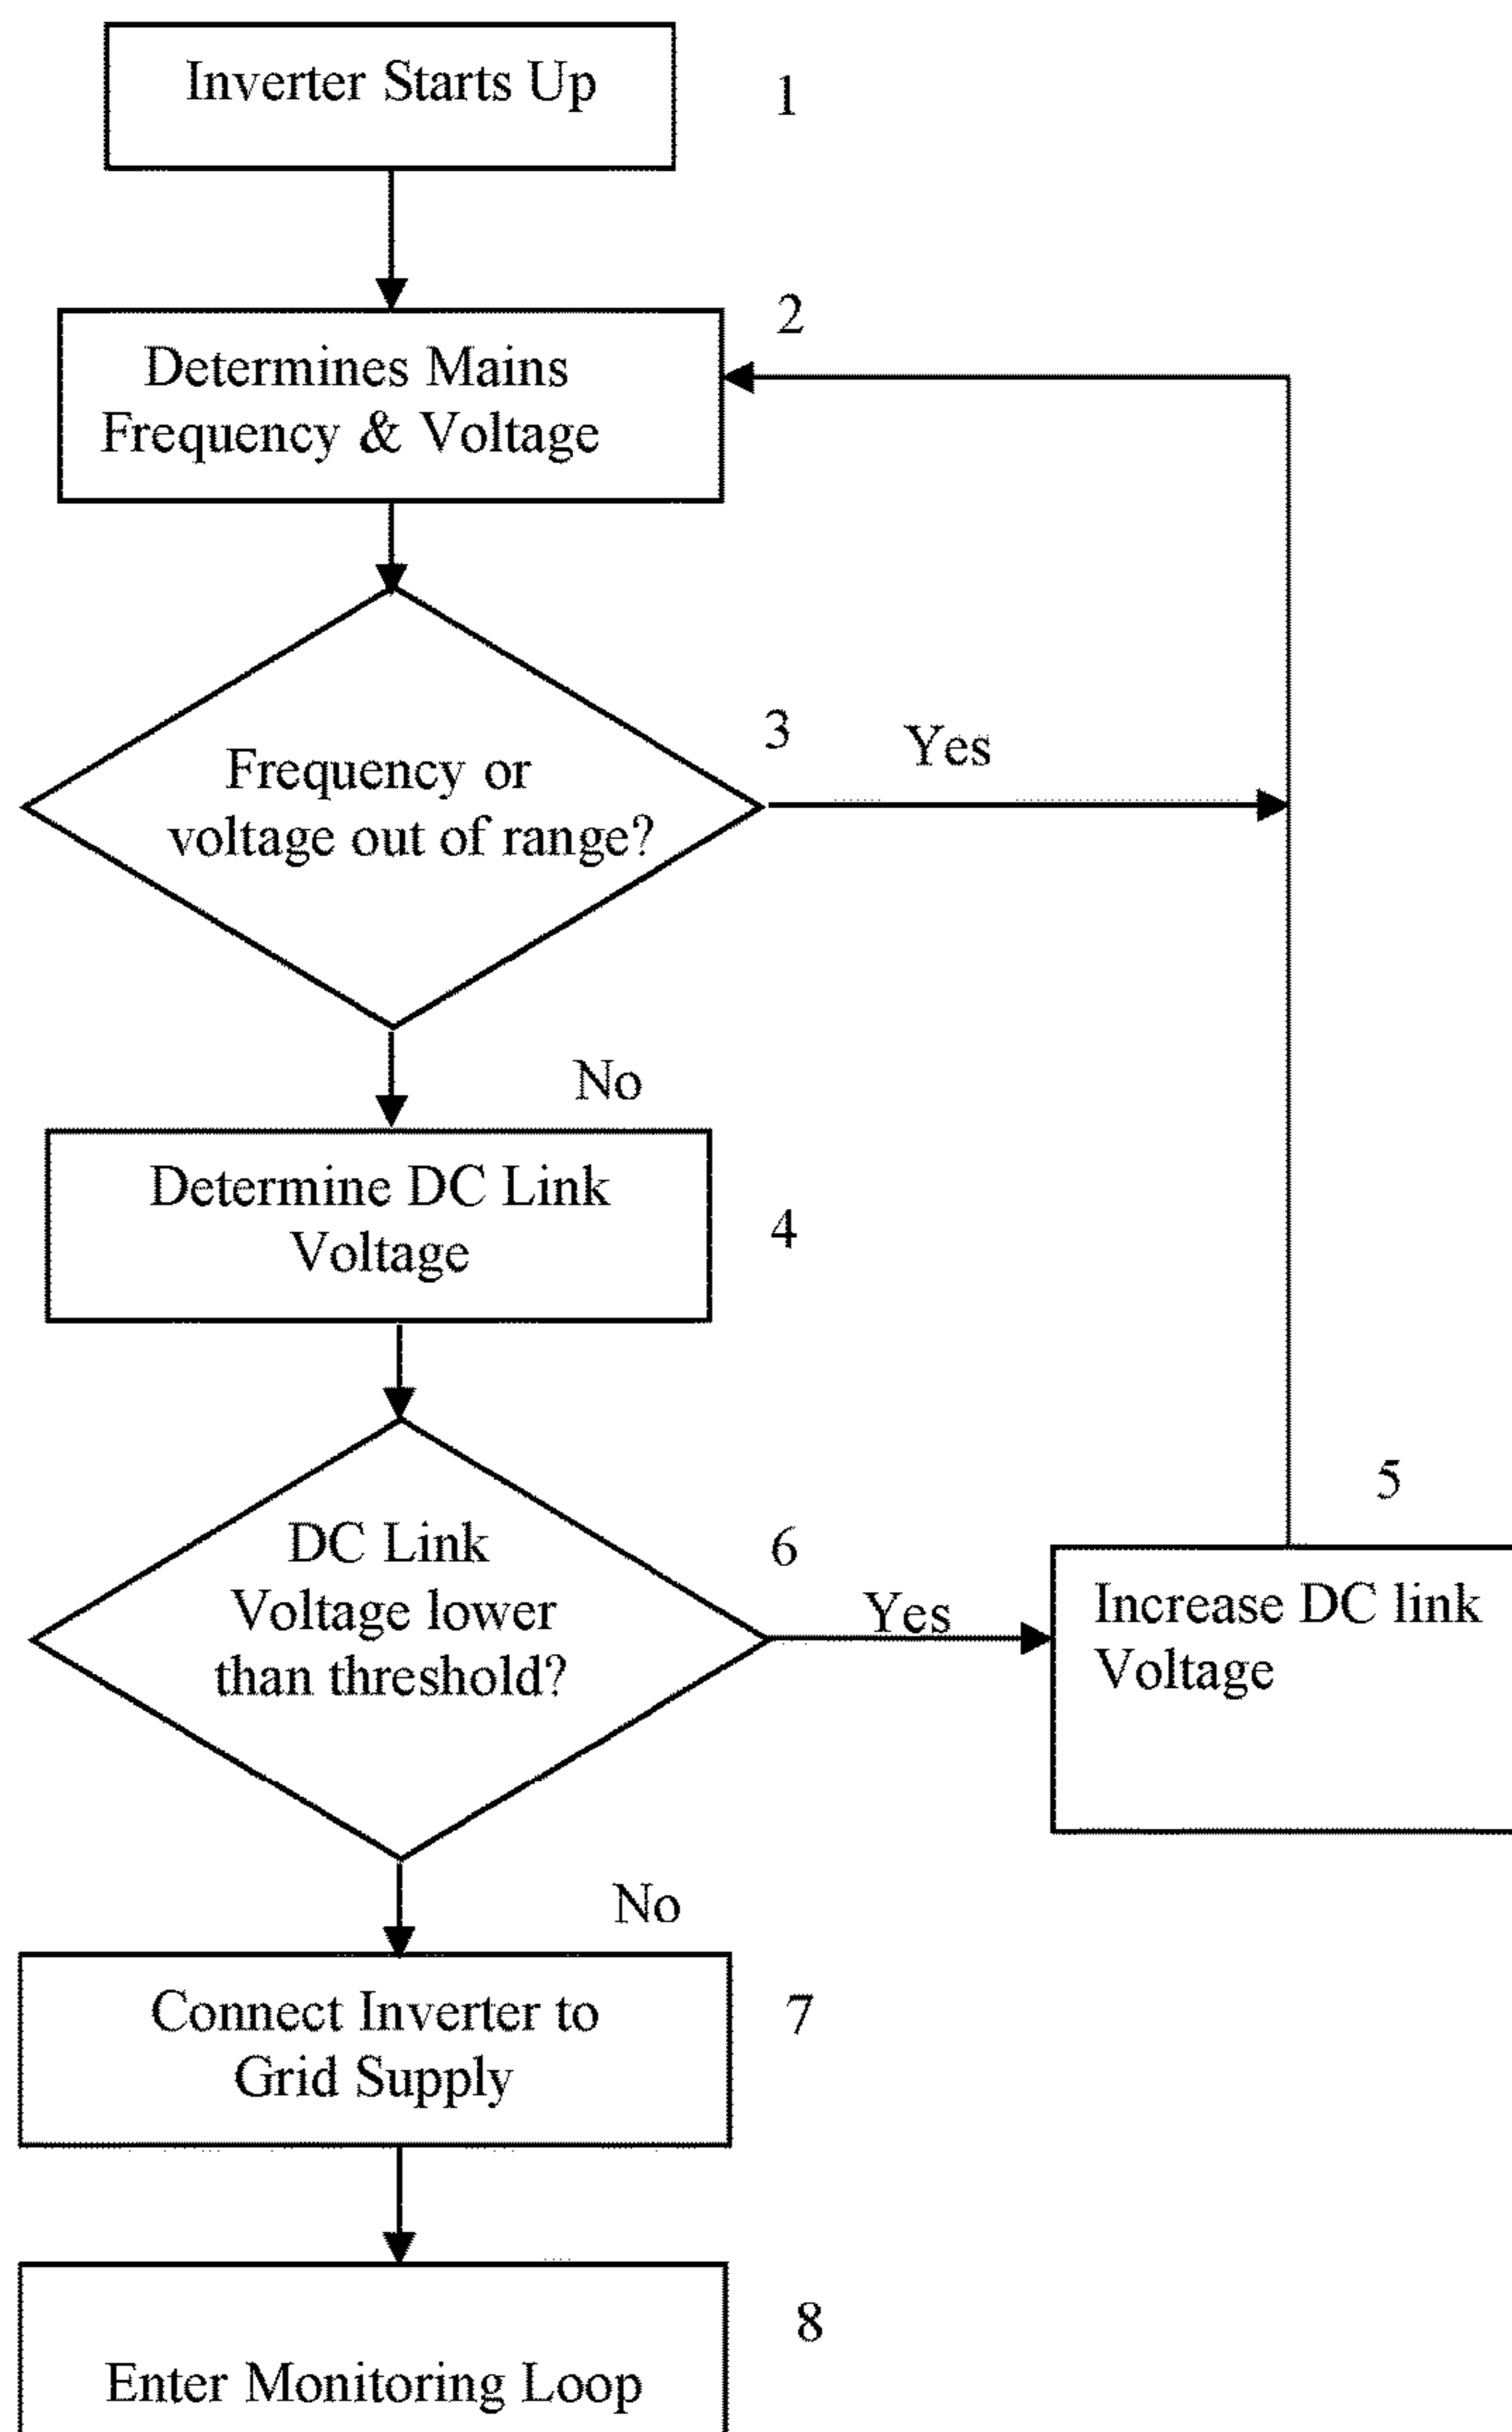 Inverter Starts Up
1
2
Determines Mains
Frequency & Voltage
3
Yes
Frequency or
voltage out of range?
No
Determine DC Link
Voltage
4
5
DC Link
Voltage lower
than threshold?
6
Yes
Increase DC link
Voltage
No
Connect Inverter to
Grid Supply
7
8
Enter Monitoring Loop